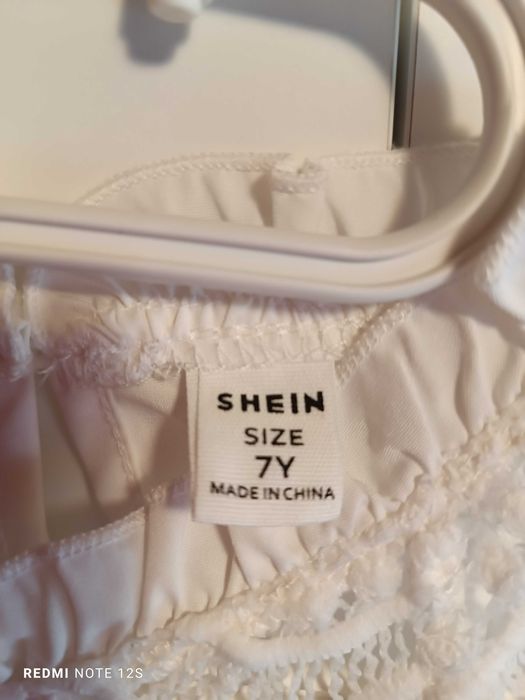 SHEIN
SIZE
7Y
MADE IN CHINA
REDMI NOTE 12S